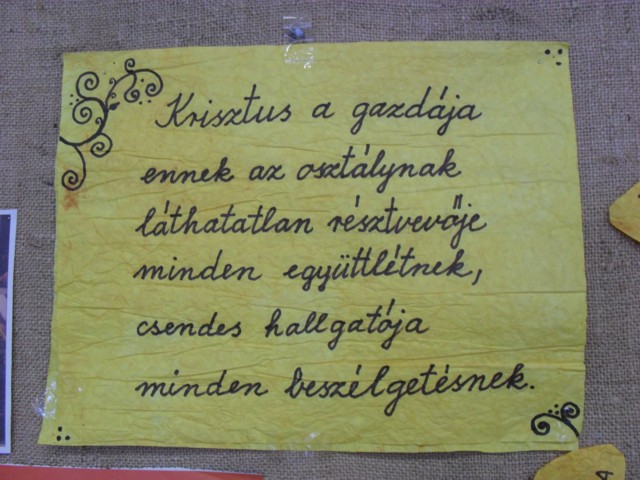 Krisztus a gazdája
ennek az osztálynak
láthatatlan résztvevője
minden együttlétnek,
csendes hallgatója
minden beszélgetésnek.